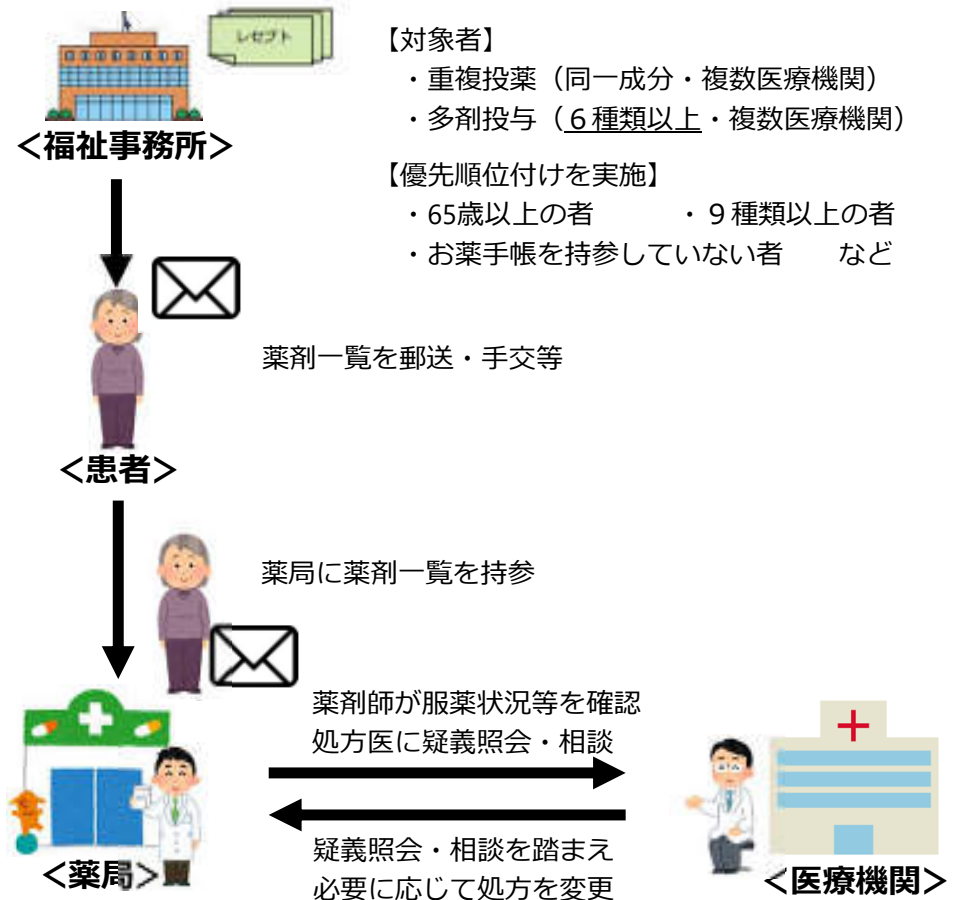 レセプト
<福祉事務所>
【対象者】
・重複投薬（同一成分・複数医療機関）
・多剤投与（６種類以上・複数医療機関）
【優先順位付けを実施】
・65歳以上の者　　・９種類以上の者
・お薬手帳を持参していない者　　など
薬剤一覧を郵送・手交等
<患者>
薬局に薬剤一覧を持参
薬剤師が服薬状況等を確認
処方医に疑義照会・相談
疑義照会・相談を踏まえ
必要に応じて処方を変更
<薬局>
<医療機関>